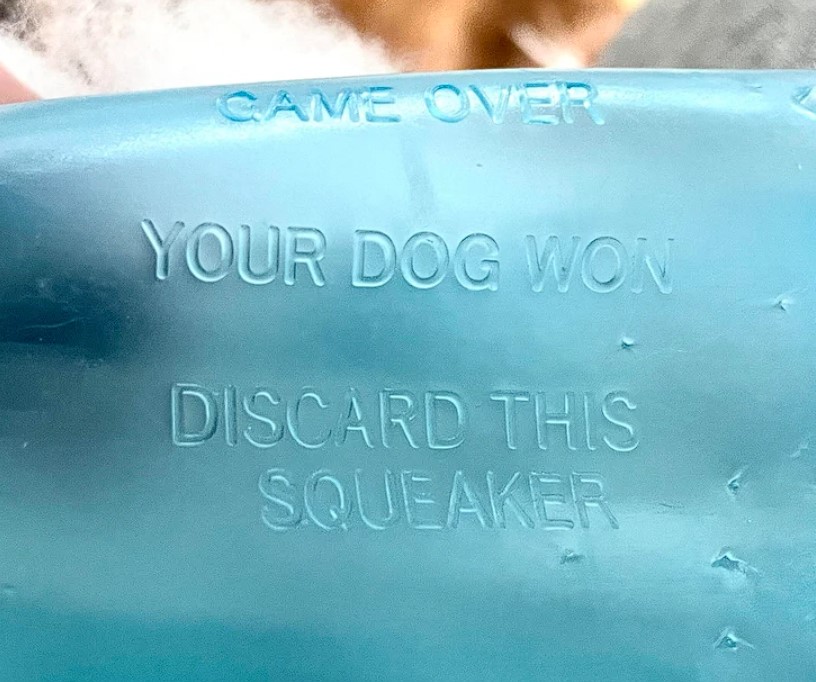 GAME OVER
YOUR DOG WON
DISCARD THIS
SQUEAKER